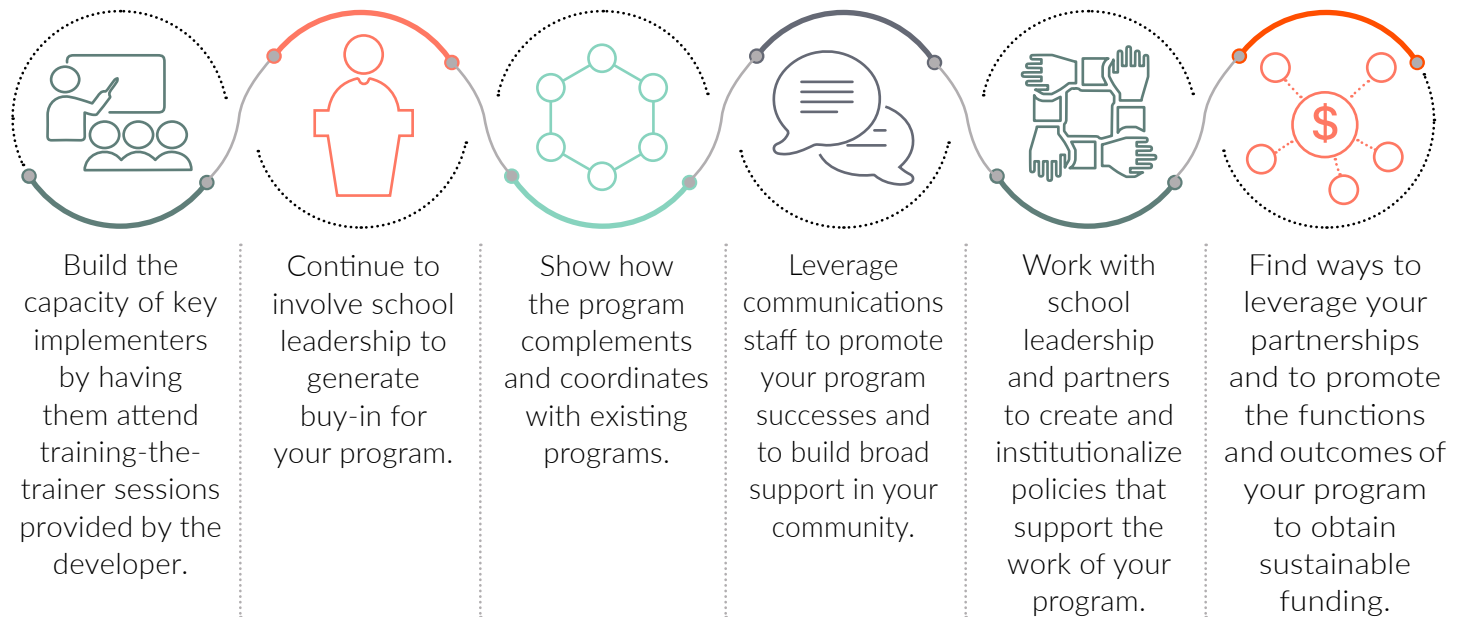 $
Build the
capacity of key
implementers
by having
them attend
training-the-
trainer sessions
provided by the
developer.
Continue to
involve school
leadership to
generate
buy-in for
your program.
Show how
the program
complements
and coordinates
with existing
programs.
Leverage
communications
staff to promote
your program
successes and
to build broad
support in your
community.
Work with
school
leadership
and partners
to create and
institutionalize
policies that
support the
work of your
program.
Find ways to
leverage your
partnerships
and to promote
the functions
and outcomes of
your program
to obtain
sustainable
funding.